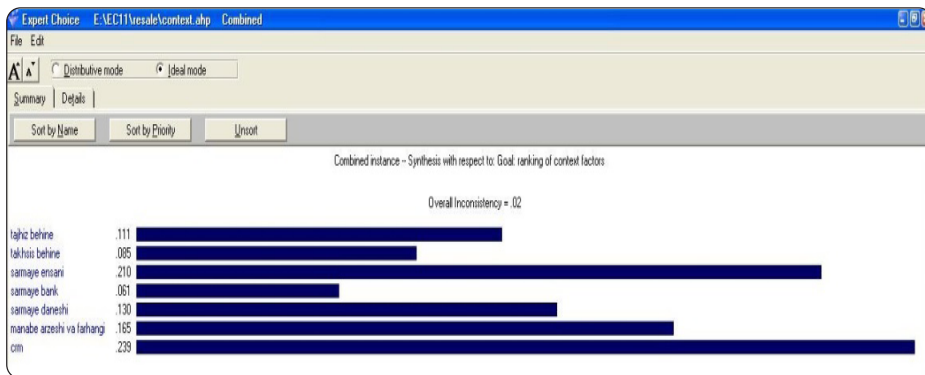 Expert Choice E:\EC11\resale\context.ahp Combined
File Edit
A A Distributive mode Ideal mode
Summary Details
Sort by Name Sort by Priority Unsort
Combined instance -- Synthesis with respect to: Goal: ranking of context factors
Overall Inconsistency = .02
tajhiz behine .111
takhsis behine .085
sarmaye ensani .210
sarmaye bank .061
sarmaye daneshi .130
manabe arzeshi va farhangi .165
crm .239